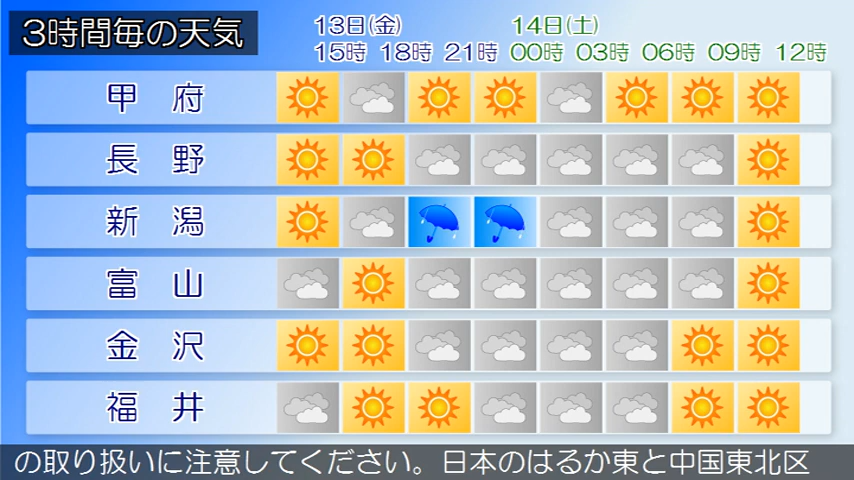 3時間毎の天気
13日(金) 14日(土)
15時 18時 21時 00時 03時 06時 09時 12時
甲府
長野
新潟
富山
金沢
福井
の取り扱いに注意してください。日本のはるか東と中国東北区